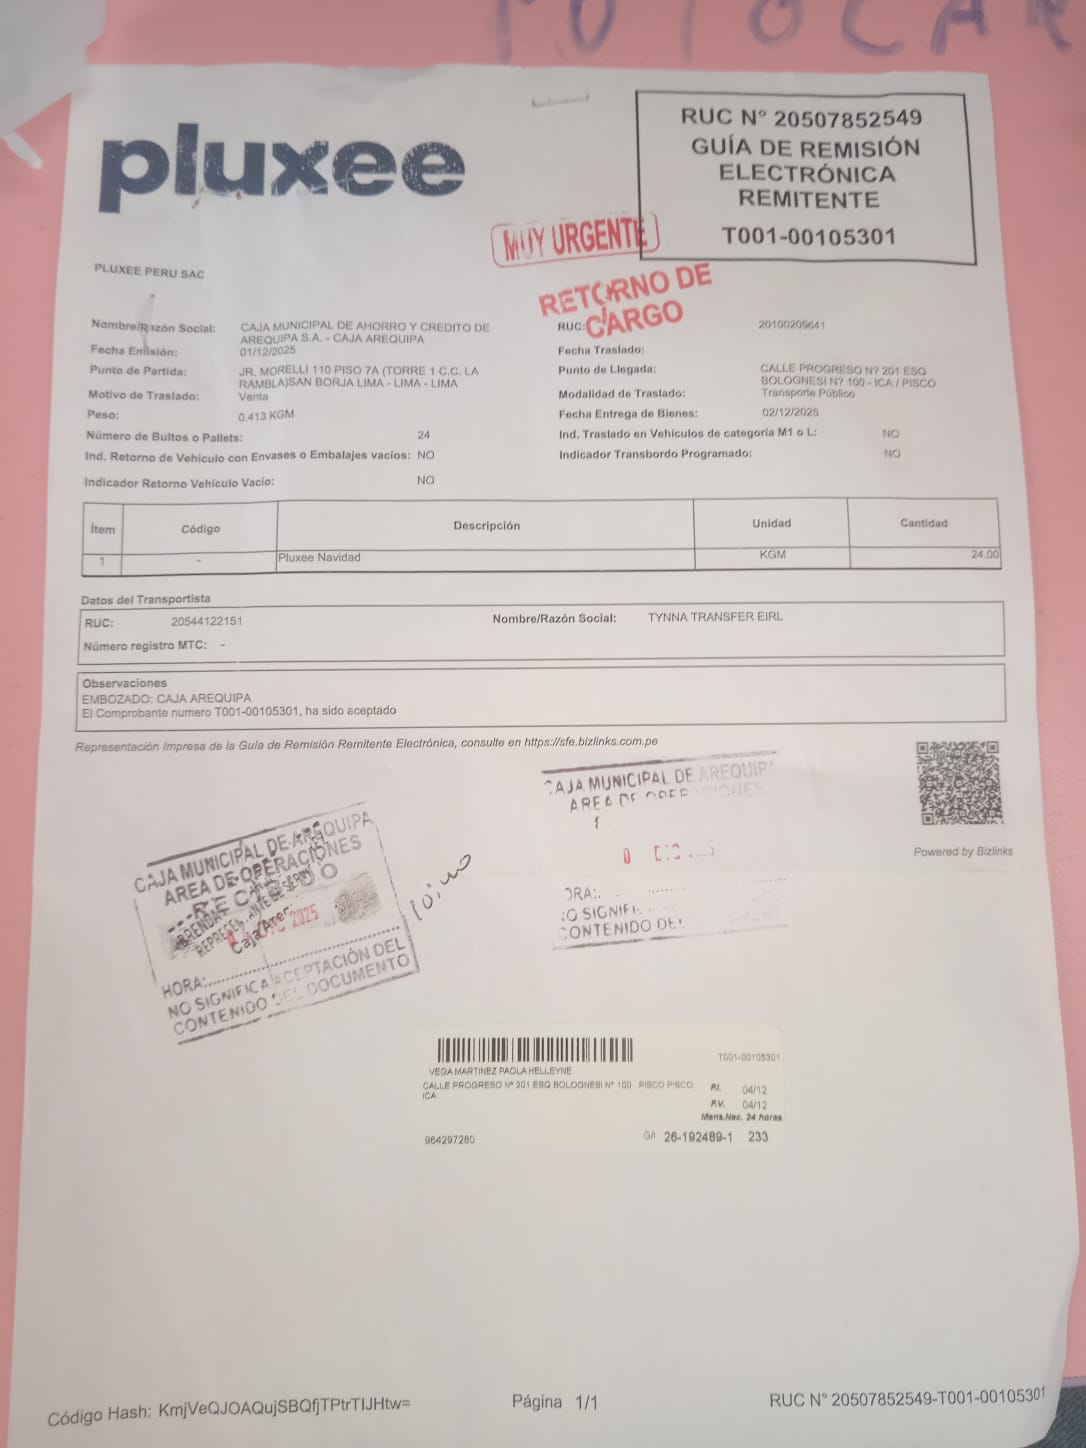 FOTOCAR
pluxee
RUC N° 20507852549
GUÍA DE REMISIÓN
ELECTRÓNICA
REMITENTE
T001-00105301
MUY URGENTE
RETORNO DE
CARGO
PLUXEE PERU SAC
Nombre/Razón Social: CAJA MUNICIPAL DE AHORRO Y CREDITO DE
AREQUIPA S.A. - CAJA AREQUIPA
RUC: 20100209641
Fecha Emisión: 01/12/2025
Fecha Traslado:
Punto de Partida: JR. MORELLI 110 PISO 7A (TORRE 1 C.C. LA
RAMBLA)SAN BORJA LIMA - LIMA - LIMA
Punto de Llegada: CALLE PROGRESO N? 201 ESQ
BOLOGNESI N? 100 - ICA / PISCO
Motivo de Traslado: Venta
Modalidad de Traslado: Transporte Público
Peso: 0.413 KGM
Fecha Entrega de Bienes: 02/12/2025
Número de Bultos o Pallets: 24
Ind. Traslado en Vehículos de categoría M1 o L: NO
Ind. Retorno de Vehículo con Envases o Embalajes vacíos: NO
Indicador Transbordo Programado: NO
Indicador Retorno Vehículo Vacío: NO
Ítem Código Descripción Unidad Cantidad
1 - Pluxee Navidad KGM 24.00
Datos del Transportista
RUC: 20544122151 Nombre/Razón Social: TYNNA TRANSFER EIRL
Número registro MTC: -
Observaciones
EMBOZADO: CAJA AREQUIPA
El Comprobante numero T001-00105301, ha sido aceptado
Representación Impresa de la Guía de Remisión Remitente Electrónica, consulte en https://sfe.bizlinks.com.pe
Powered by Bizlinks
CAJA MUNICIPAL DE AREQUIPA
AREA DE OPERACIONES
BRENDA
2025
HORA:
NO SIGNIFICA ACEPTACIÓN DEL
CONTENIDO DEL DOCUMENTO
CAJA MUNICIPAL DE AREQUIPA
AREA DE OPERACIONES
CONTENIDO DEL
T001-00105301
VEGA MARTINEZ PAOLA HELLEYNE
CALLE PROGRESO Nº 201 ESQ BOLOGNESI N° 100 PISCO PISCO
ICA
P.I. 04/12
P.V. 04/12
Mens.Nac. 24 horas
964297280
G/I 26-192489-1 233
Código Hash: KmjVeQJOAQujSBQfjTPtrTIJHtw=
Página 1/1
RUC N° 20507852549-T001-00105301